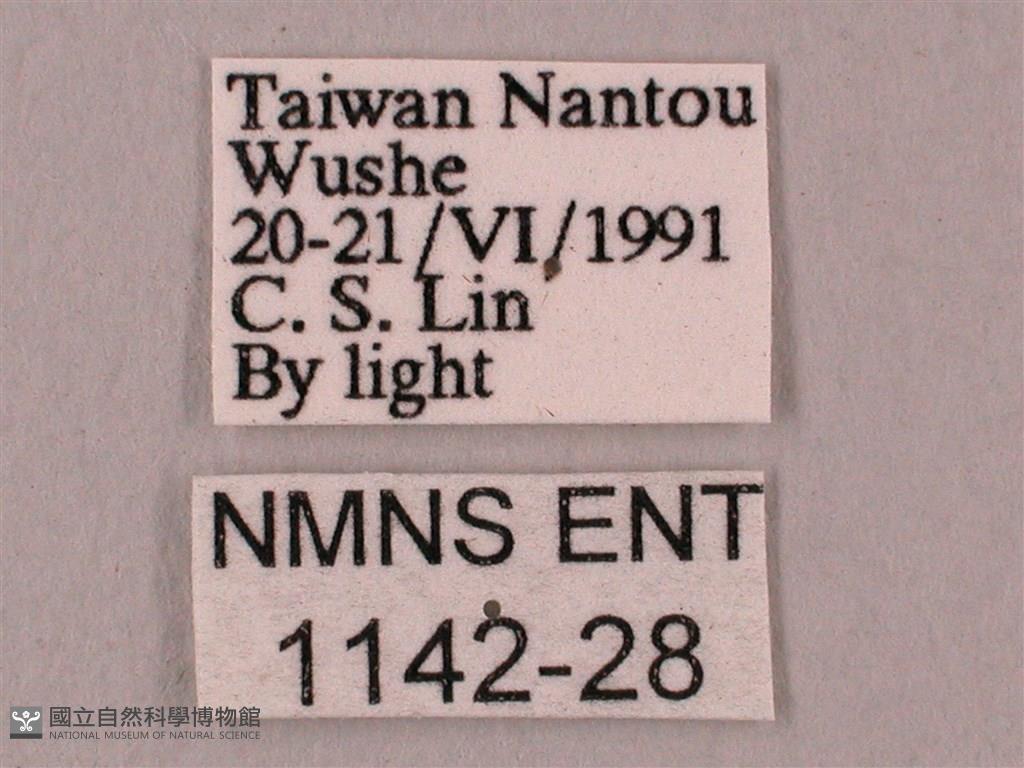 Taiwan Nantou
Wushe
20-21/VI/1991
C. S. Lin
By light
NMNS ENT
1142-28
國立自然科學博物館
NATIONAL MUSEUM OF NATURAL SCIENCE